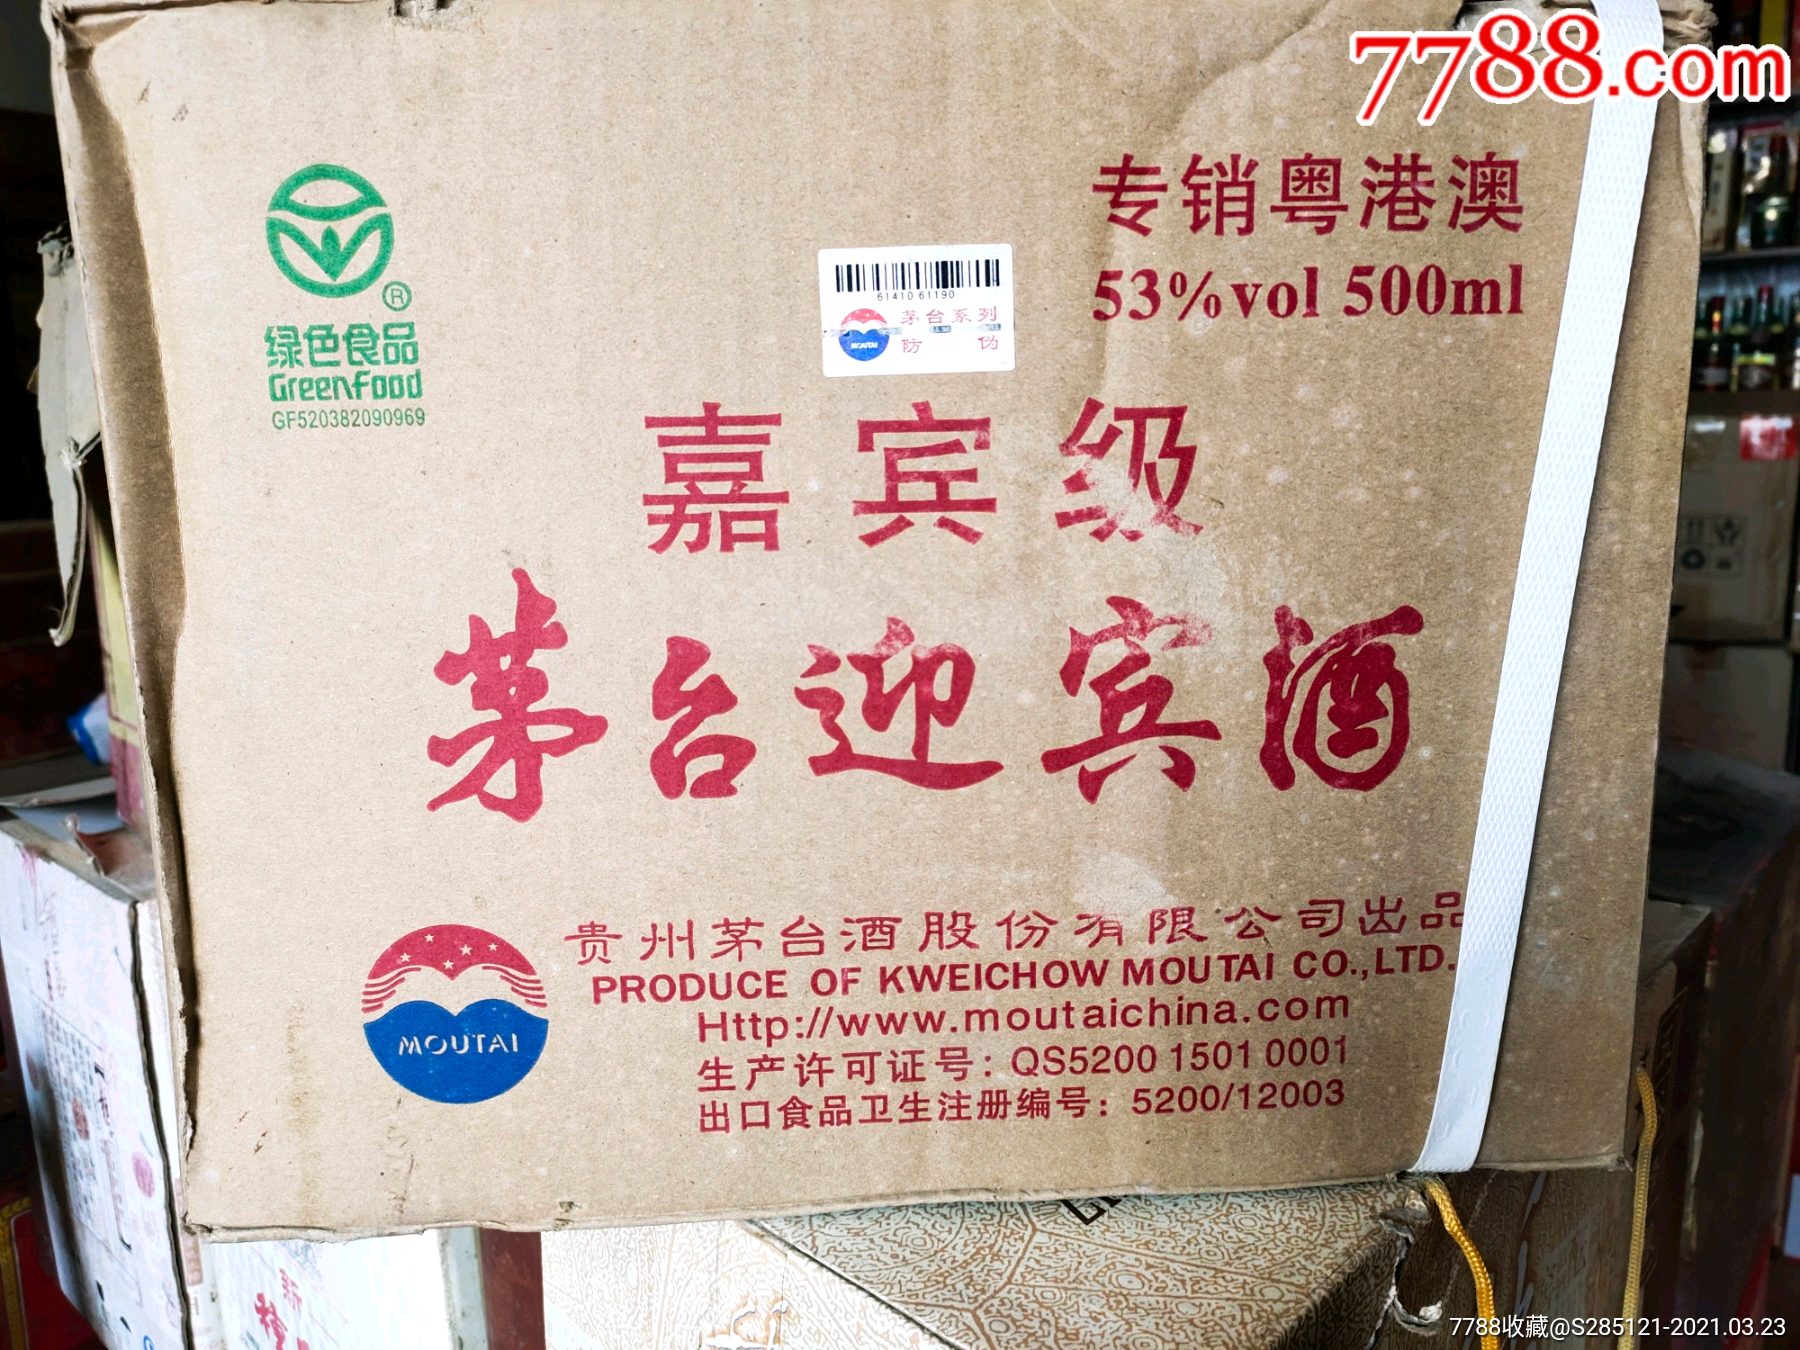 7788.com
专销粤港澳
53%vol 500ml
61410 61190
茅台系列
MOUTAI
防 伪
®
绿色食品
GreenFood
GF520382090969
嘉宾级
茅台迎宾酒
贵州茅台酒股份有限公司出品
PRODUCE OF KWEICHOW MOUTAI CO.,LTD.
Http://www.moutaichina.com
MOUTAI
生产许可证号：QS5200 1501 0001
出口食品卫生注册编号：5200/12003
7788收藏@S285121-2021.03.23